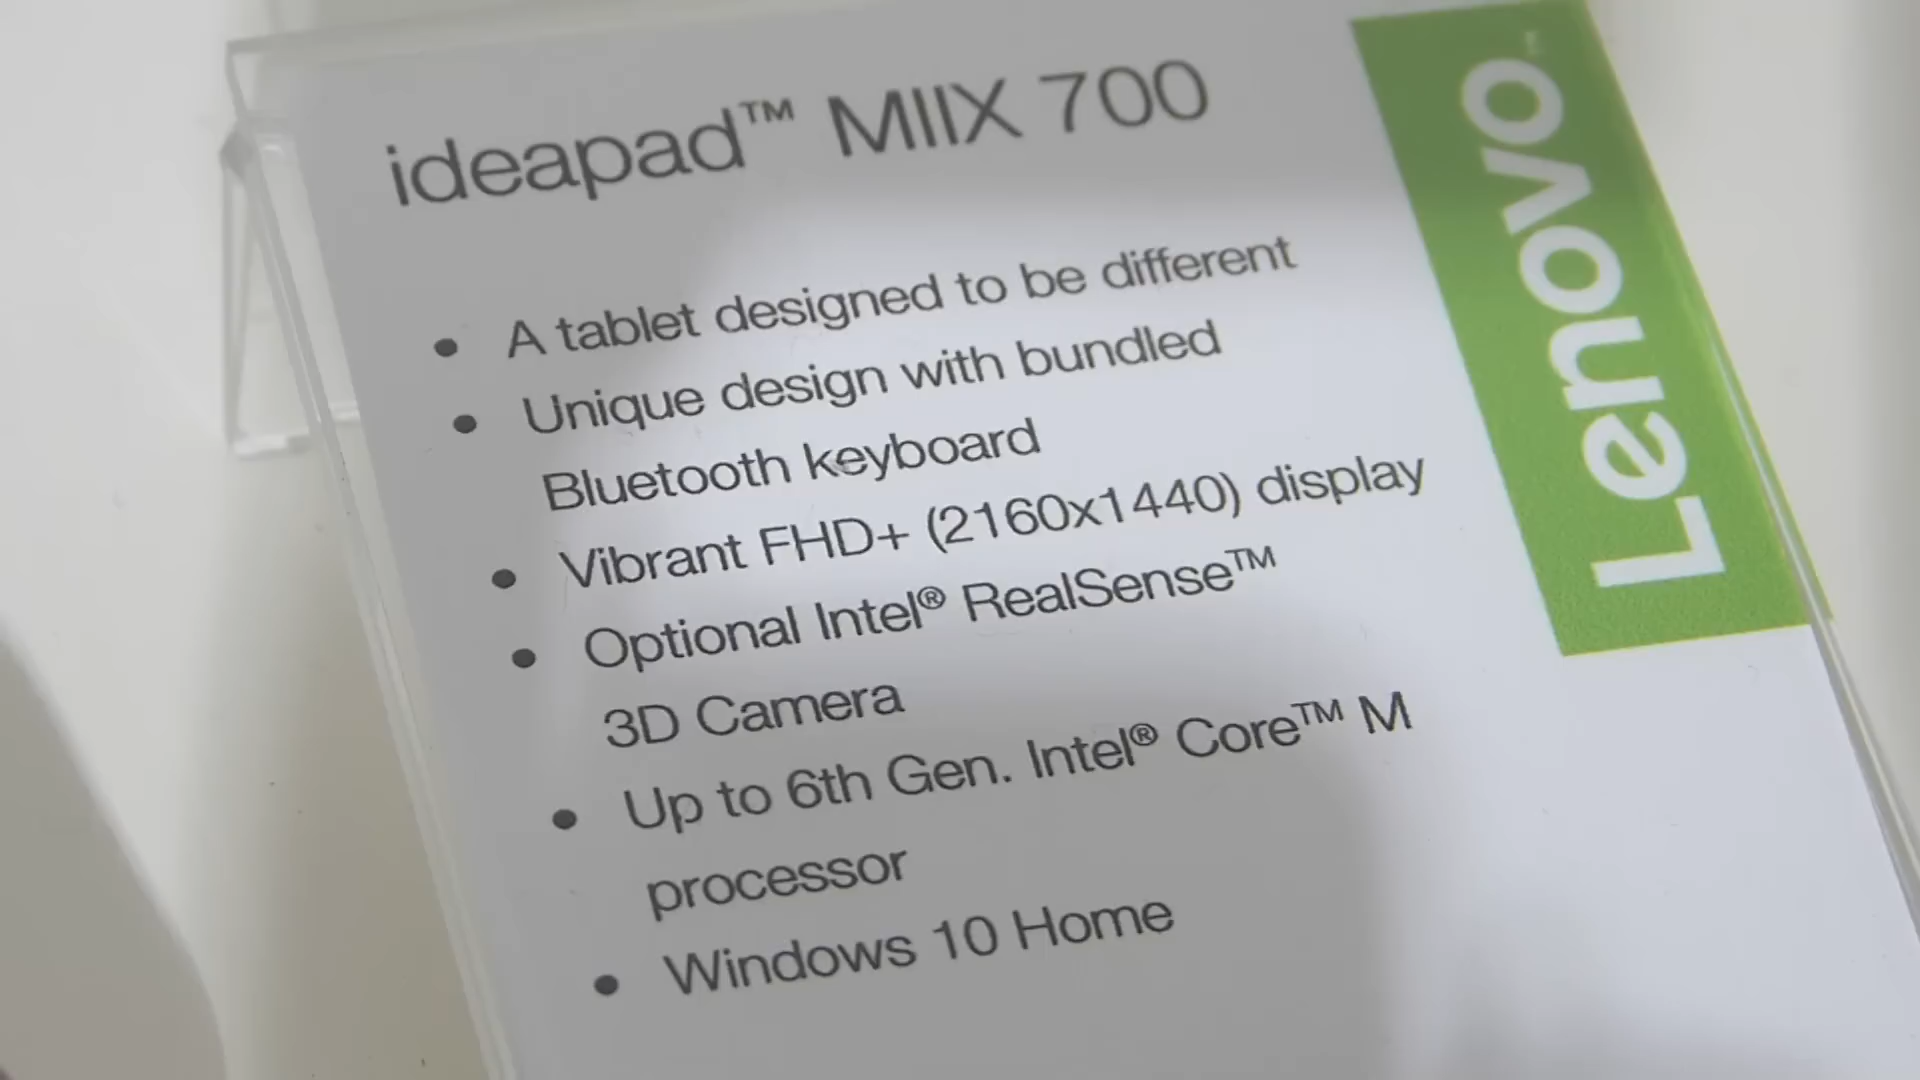 ideapad™ MIIX 700
• A tablet designed to be different
• Unique design with bundled
Bluetooth keyboard
• Vibrant FHD+ (2160x1440) display
• Optional Intel® RealSense™
3D Camera
• Up to 6th Gen. Intel® Core™ M
processor
• Windows 10 Home
Lenovo™